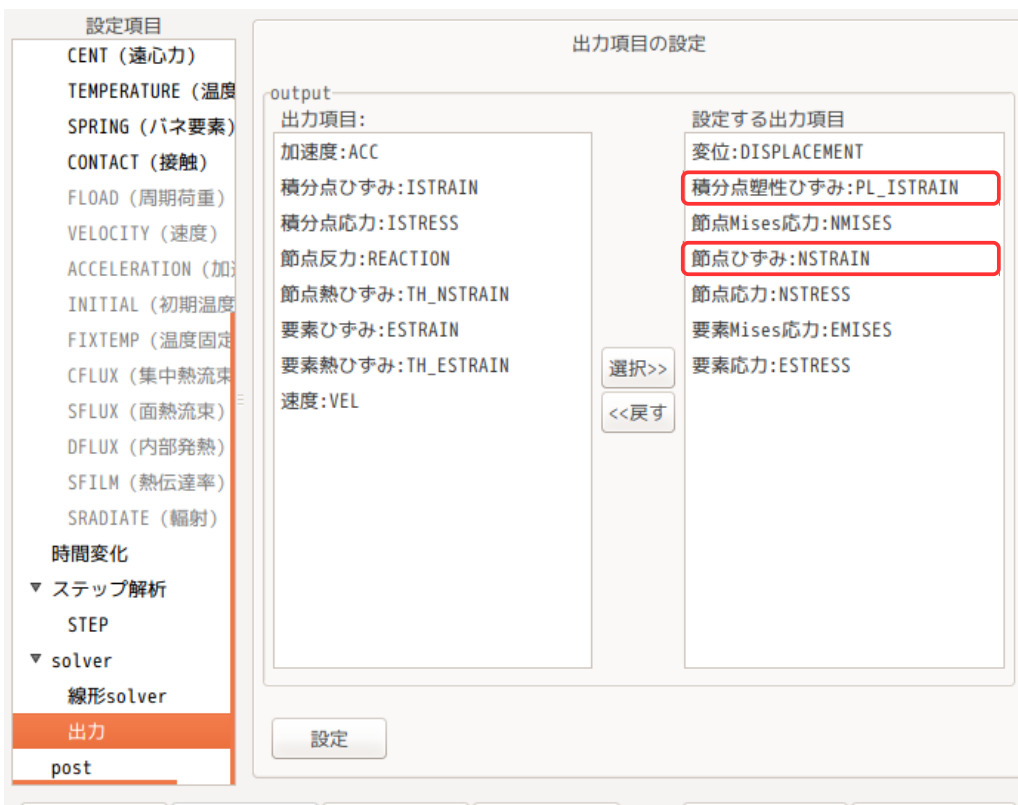 設定項目
CENT (遠心力)
TEMPERATURE (温度
SPRING (バネ要素)
CONTACT (接触)
FLOAD (周期荷重)
VELOCITY (速度)
ACCELERATION (加
INITIAL (初期温度
FIXTEMP (温度固定
CFLUX (集中熱流束
SFLUX (面熱流束)
DFLUX (内部発熱)
SFILM (熱伝達率)
SRADIATE (輻射)
時間変化
▼ ステップ解析
STEP
▼ solver
線形solver
出力
post
出力項目の設定
output
出力項目:
加速度:ACC
積分点ひずみ:ISTRAIN
積分点応力:ISTRESS
節点反力:REACTION
節点熱ひずみ:TH_NSTRAIN
要素ひずみ:ESTRAIN
要素熱ひずみ:TH_ESTRAIN
速度:VEL
選択>>
<<戻す
設定する出力項目
変位:DISPLACEMENT
積分点塑性ひずみ:PL_ISTRAIN
節点Mises応力:NMISES
節点ひずみ:NSTRAIN
節点応力:NSTRESS
要素Mises応力:EMISES
要素応力:ESTRESS
設定